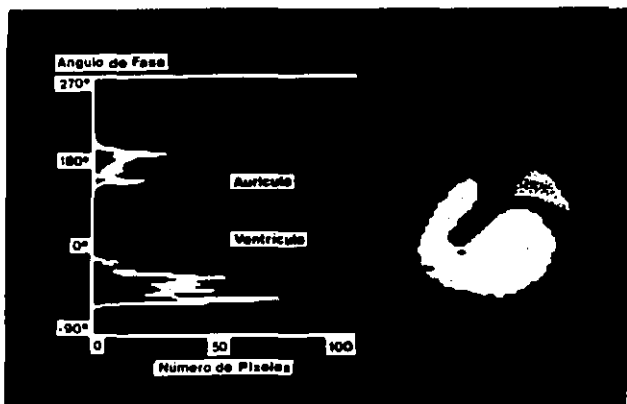 Angulo de Fase
270°
180°
Aurícula
Ventrículo
0°
-90°
0
50
100
Número de Pixeles